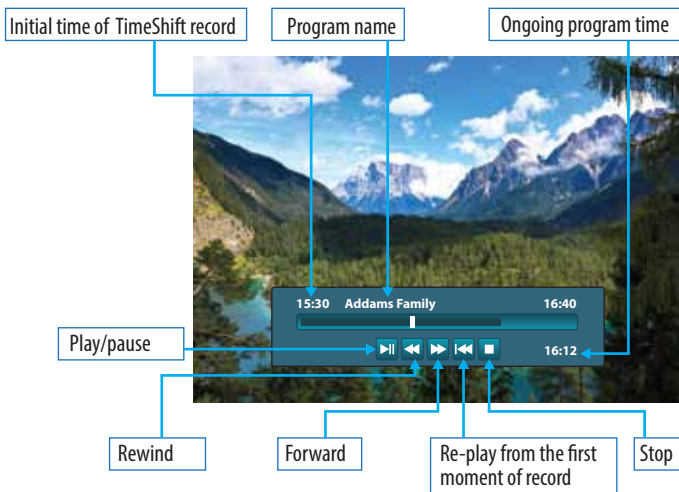 Initial time of TimeShift record
Program name
Ongoing program time
15:30 Addams Family 16:40
Play/pause
16:12
Rewind
Forward
Re-play from the first
moment of record
Stop